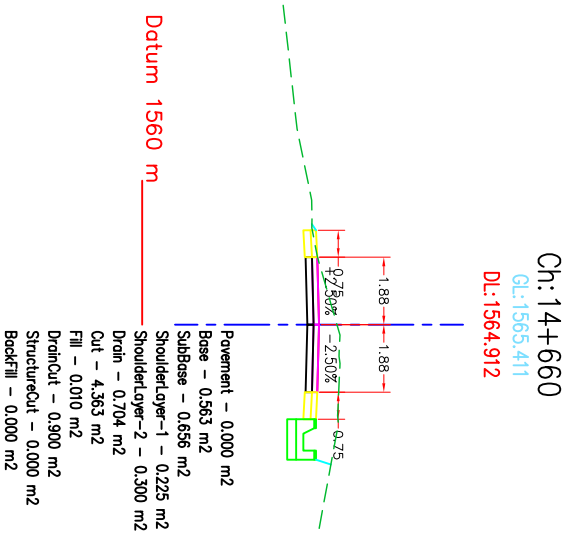 Ch:14+660
GL:1565.411
DL:1564.912
1.88
1.88
0.75
+2.50%
-2.50%
0.75
Datum 1560 m
Pavement - 0.000 m2
Base - 0.563 m2
SubBase - 0.656 m2
ShoulderLayer-1 - 0.225 m2
ShoulderLayer-2 - 0.300 m2
Drain - 0.704 m2
Cut - 4.363 m2
Fill - 0.010 m2
DrainCut - 0.900 m2
StructureCut - 0.000 m2
BackFill - 0.000 m2